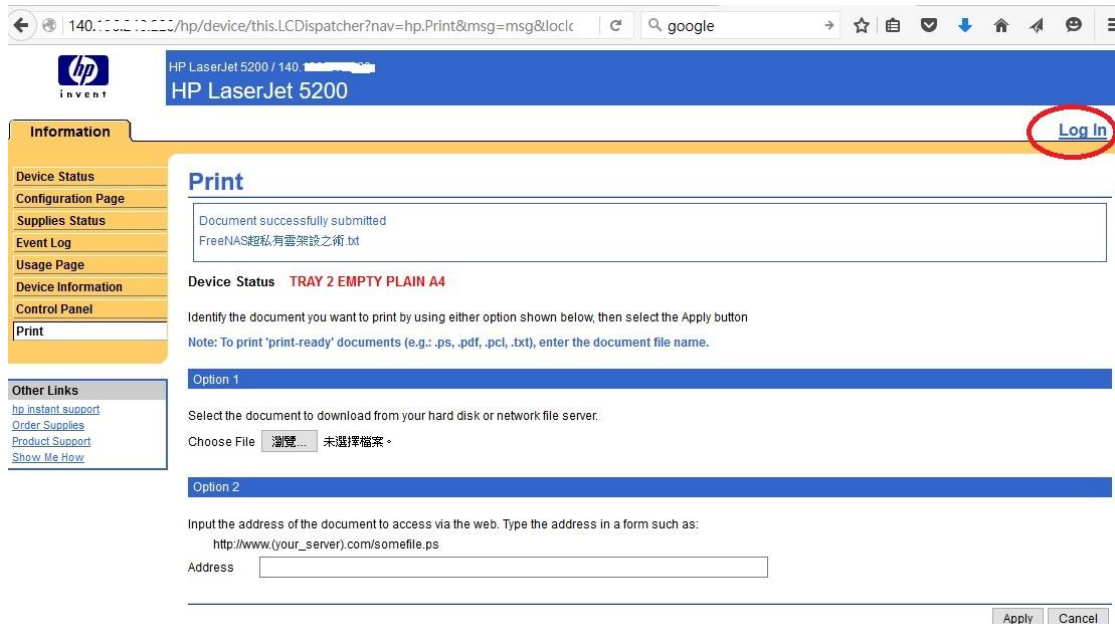 /hp/device/this.LCDispatcher?nav=hp.Print&msg=msg&loclc
google
hp
invent
HP LaserJet 5200 / 140.
HP LaserJet 5200
Information
Log In
Device Status
Configuration Page
Supplies Status
Event Log
Usage Page
Device Information
Control Panel
Print
Other Links
hp instant support
Order Supplies
Product Support
Show Me How
Print
Document successfully submitted
FreeNAS超私有雲架設之術.txt
Device Status TRAY 2 EMPTY PLAIN A4
Identify the document you want to print by using either option shown below, then select the Apply button
Note: To print 'print-ready' documents (e.g.: .ps, .pdf, .pcl, .txt), enter the document file name.
Option 1
Select the document to download from your hard disk or network file server.
Choose File 瀏覽... 未選擇檔案。
Option 2
Input the address of the document to access via the web. Type the address in a form such as:
http://www.(your_server).com/somefile.ps
Address
Apply Cancel